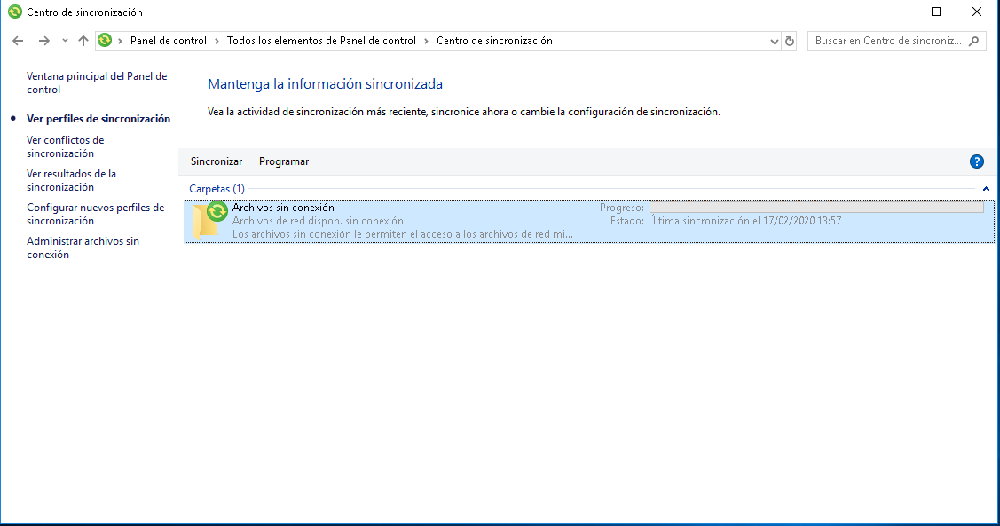 Centro de sincronización
Panel de control > Todos los elementos de Panel de control > Centro de sincronización
Buscar en Centro de sincroniz...
Ventana principal del Panel de
control
Ver perfiles de sincronización
Ver conflictos de
sincronización
Ver resultados de la
sincronización
Configurar nuevos perfiles de
sincronización
Administrar archivos sin
conexión
Mantenga la información sincronizada
Vea la actividad de sincronización más reciente, sincronice ahora o cambie la configuración de sincronización.
Sincronizar Programar
?
Carpetas (1)
Archivos sin conexión
Archivos de red dispon. sin conexión
Los archivos sin conexión le permiten el acceso a los archivos de red mi...
Progreso:
Estado: Última sincronización el 17/02/2020 13:57